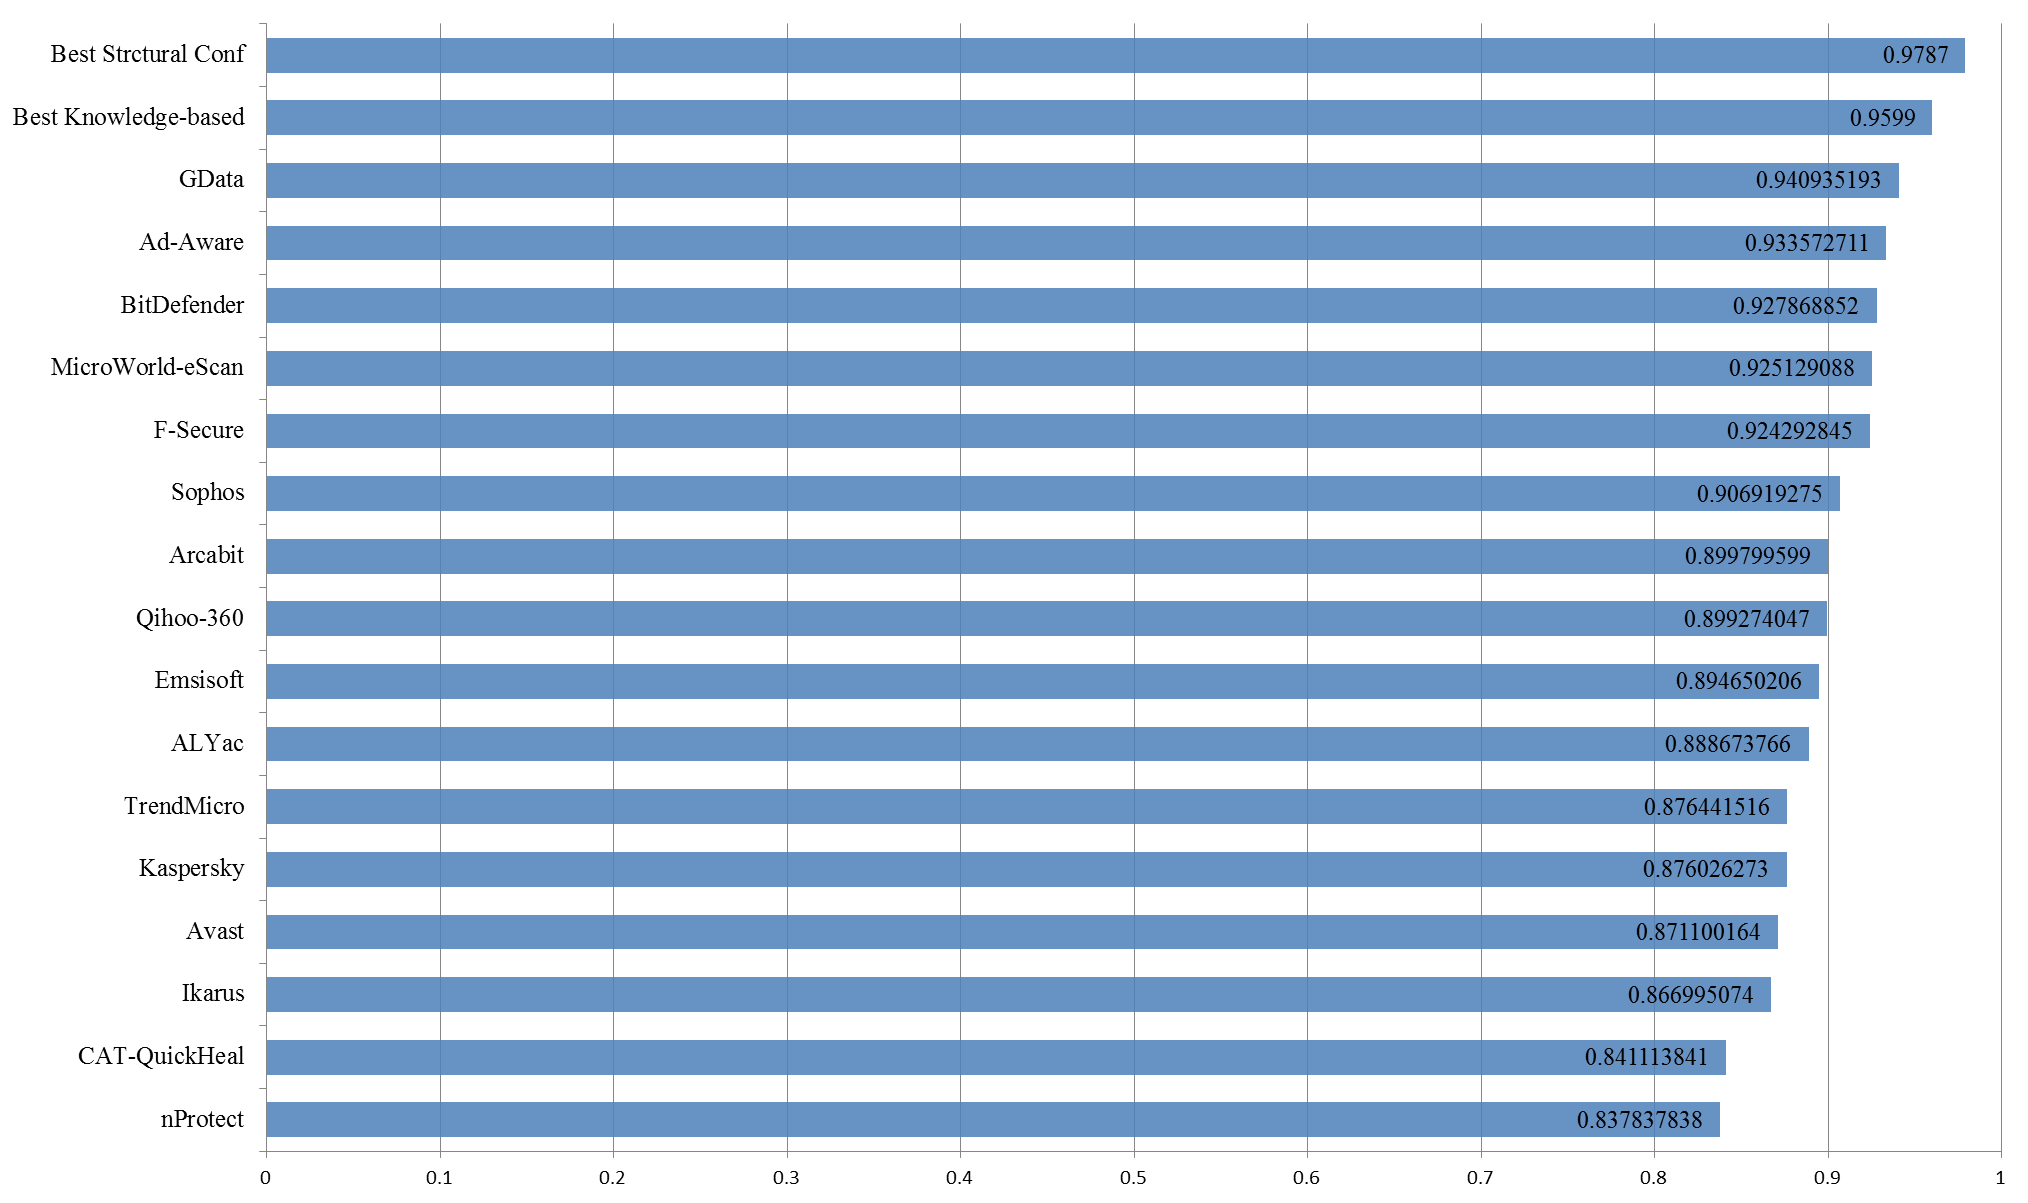 Best Strctural Conf 0.9787
Best Knowledge-based 0.9599
GData 0.940935193
Ad-Aware 0.933572711
BitDefender 0.927868852
MicroWorld-eScan 0.925129088
F-Secure 0.924292845
Sophos 0.906919275
Arcabit 0.899799599
Qihoo-360 0.899274047
Emsisoft 0.894650206
ALYac 0.888673766
TrendMicro 0.876441516
Kaspersky 0.876026273
Avast 0.871100164
Ikarus 0.866995074
CAT-QuickHeal 0.841113841
nProtect 0.837837838
0 0.1 0.2 0.3 0.4 0.5 0.6 0.7 0.8 0.9 1